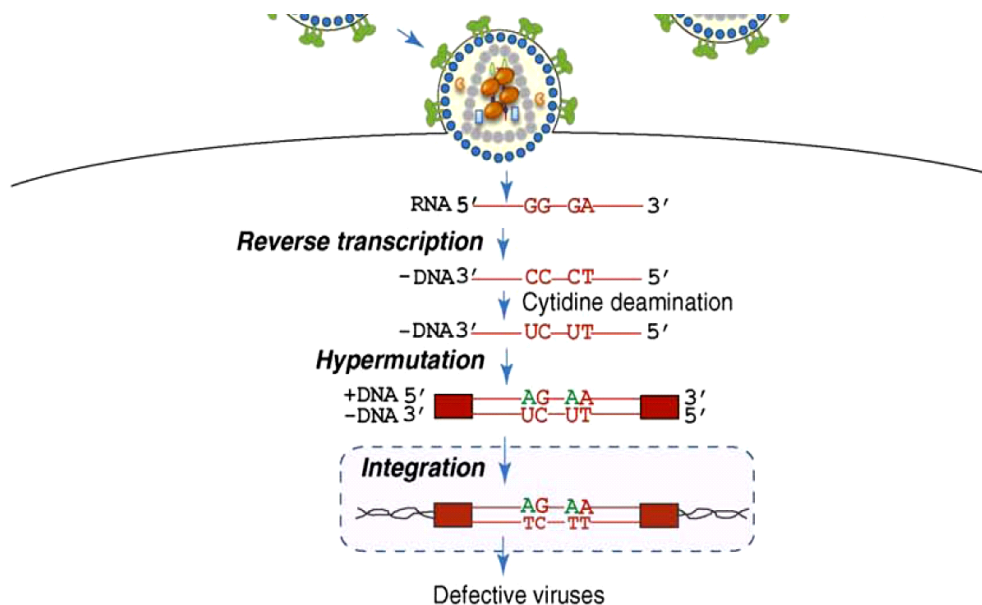 RNA 5′ GG GA 3′
Reverse transcription
-DNA 3′ CC CT 5′
Cytidine deamination
-DNA 3′ UC UT 5′
Hypermutation
+DNA 5′ AG AA 3′
-DNA 3′ UC UT 5′
Integration
AG AA
TC TT
Defective viruses